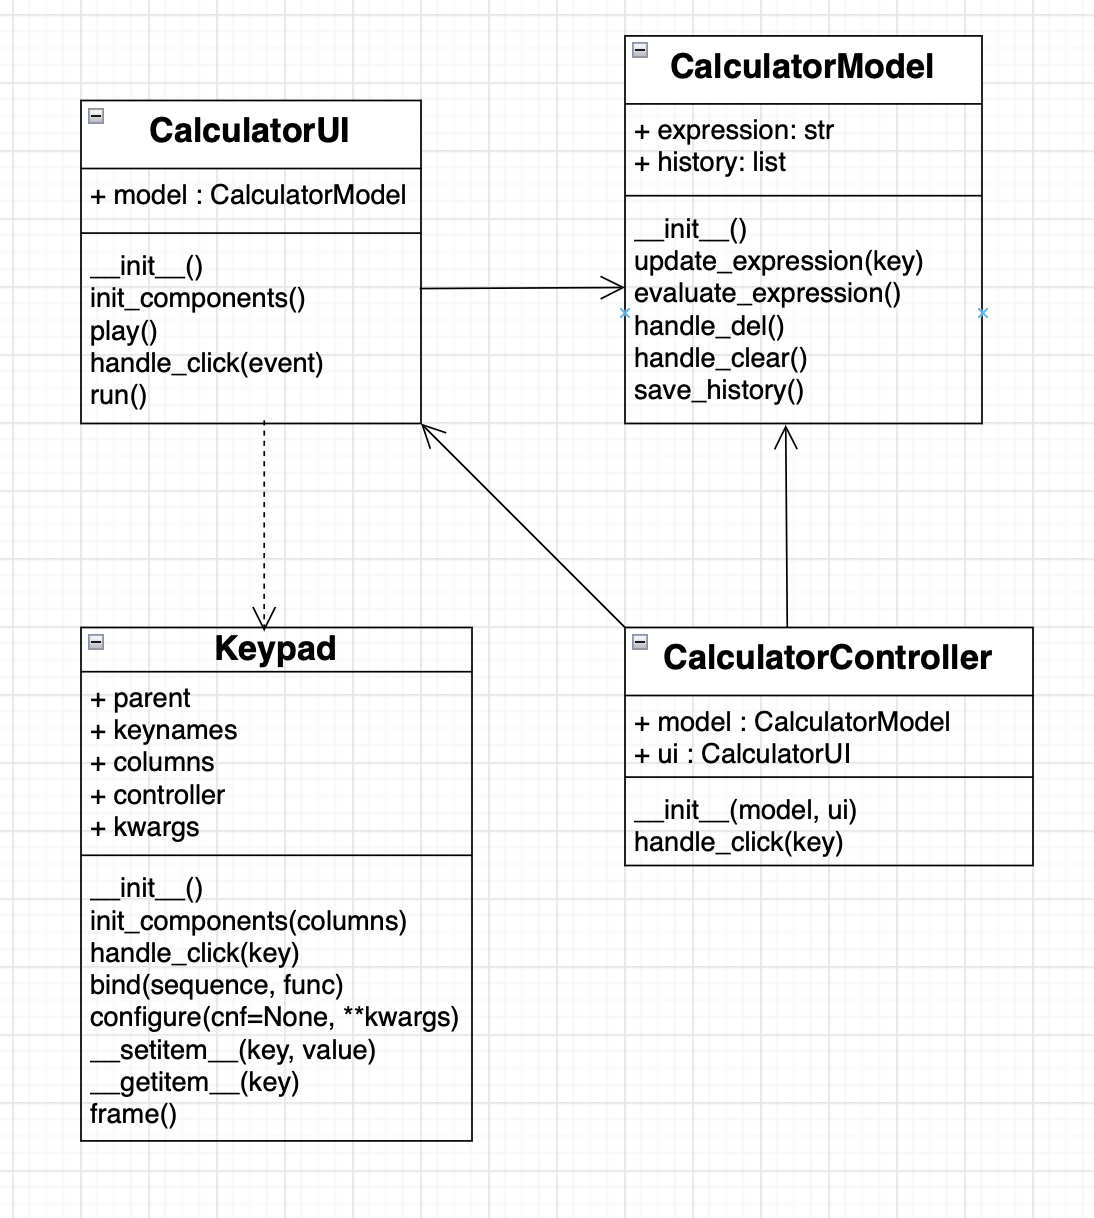 CalculatorUI
+ model : CalculatorModel
__init__()
init_components()
play()
handle_click(event)
run()
CalculatorModel
+ expression: str
+ history: list
__init__()
update_expression(key)
evaluate_expression()
handle_del()
handle_clear()
save_history()
Keypad
+ parent
+ keynames
+ columns
+ controller
+ kwargs
__init__()
init_components(columns)
handle_click(key)
bind(sequence, func)
configure(cnf=None, **kwargs)
__setitem__(key, value)
__getitem__(key)
frame()
CalculatorController
+ model : CalculatorModel
+ ui : CalculatorUI
__init__(model, ui)
handle_click(key)